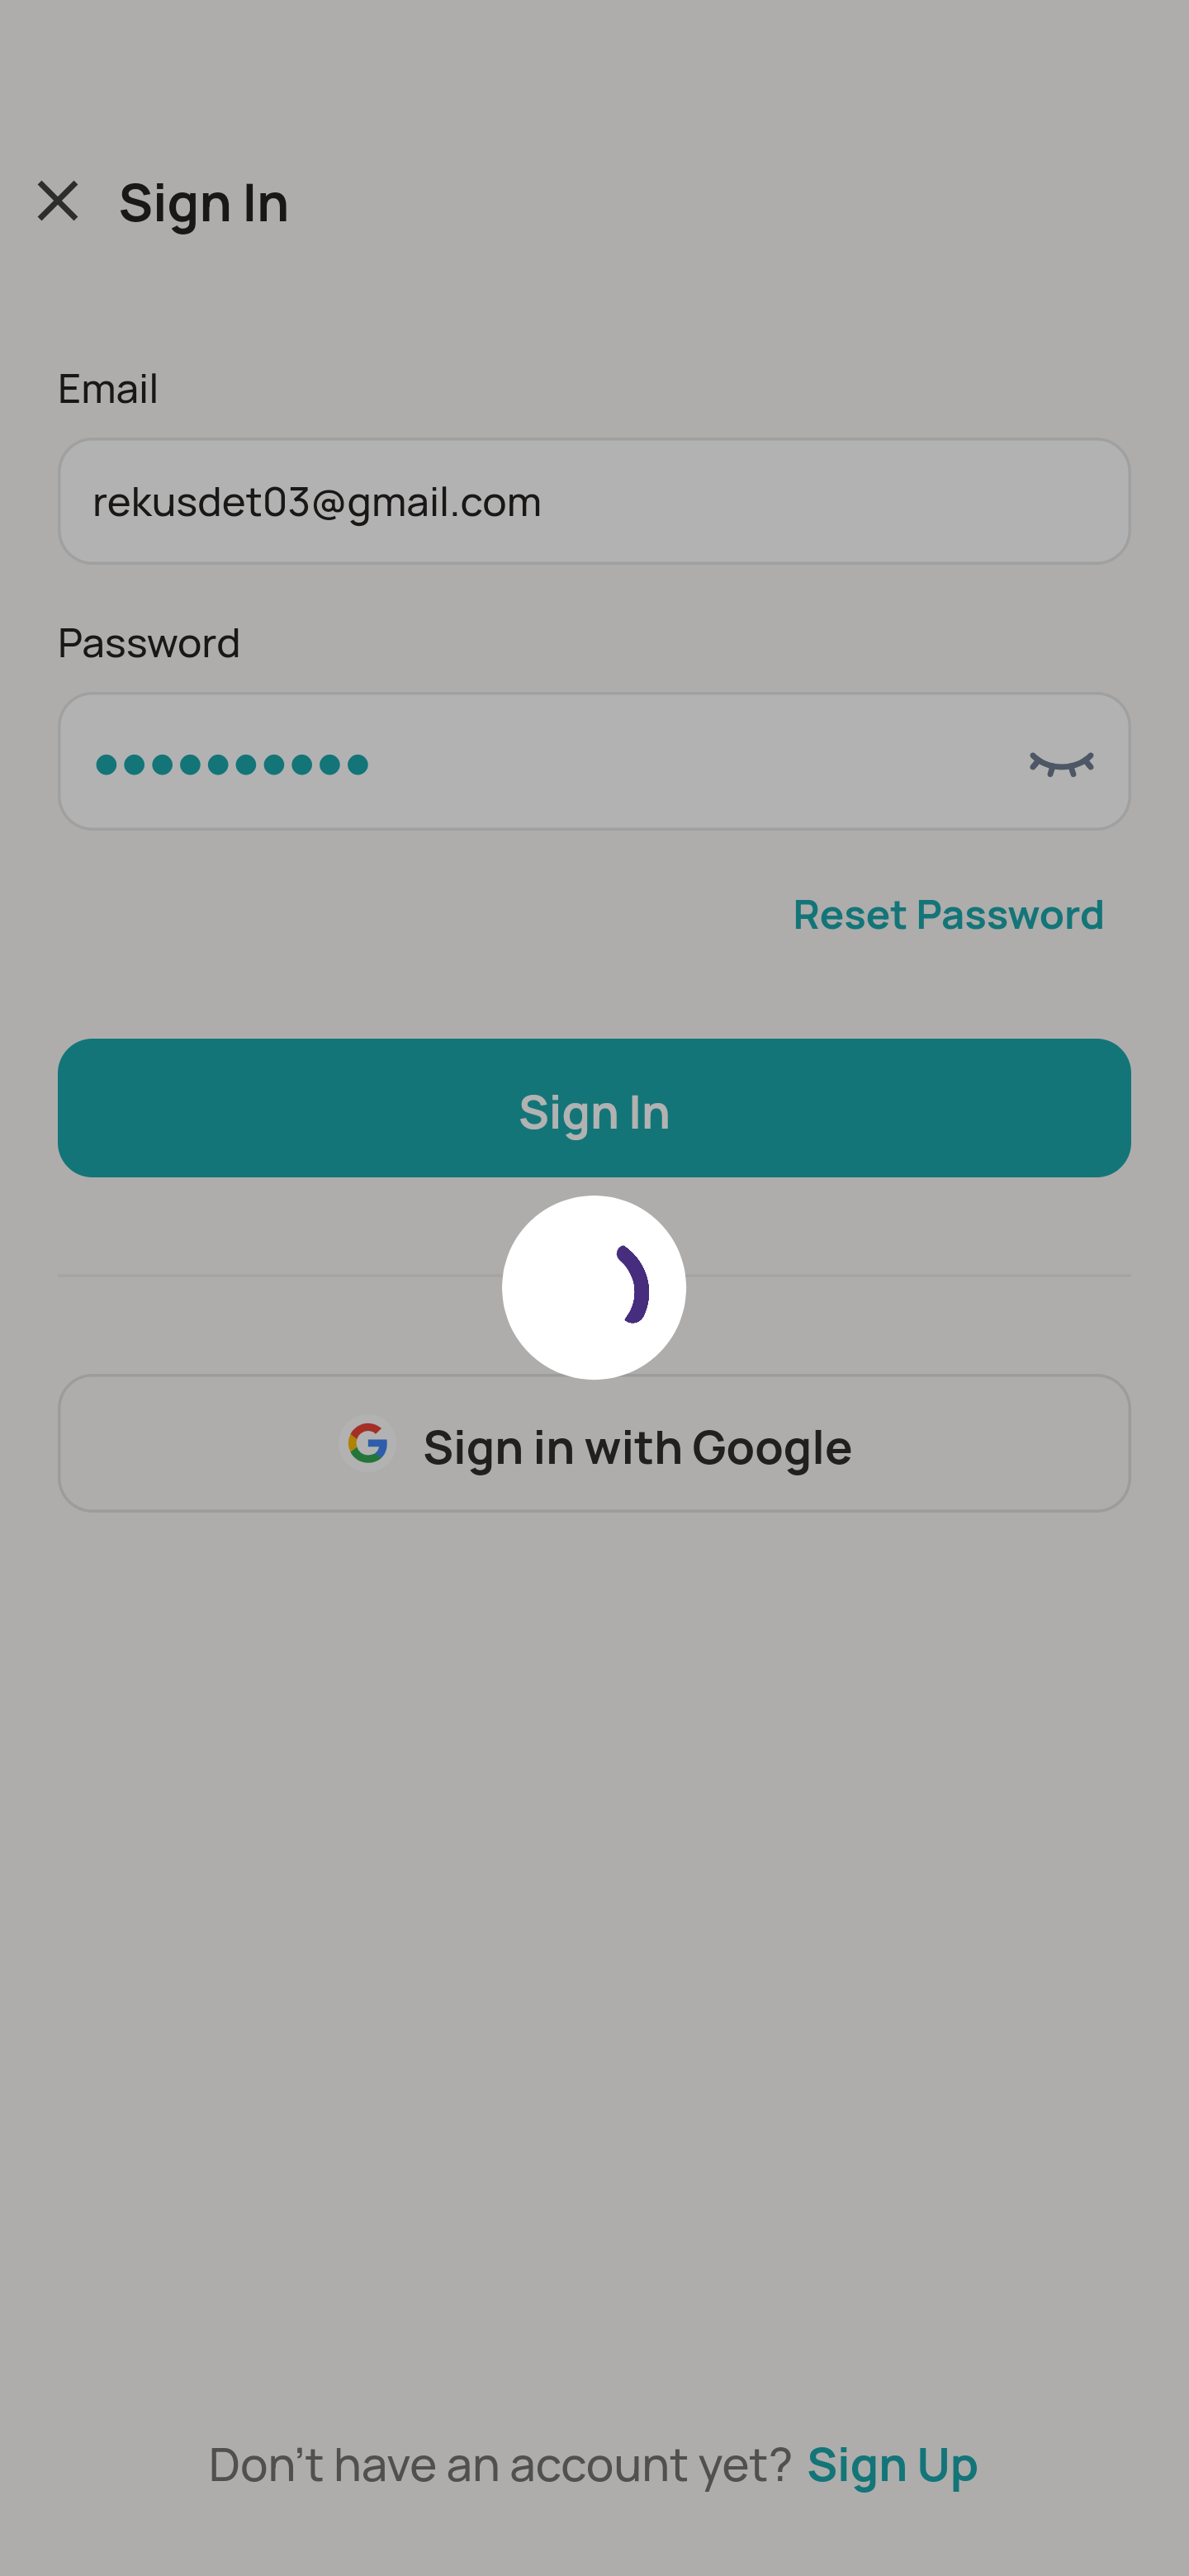 Sign In
Email
rekusdet03@gmail.com
Password
Reset Password
Sign In
Sign in with Google
Don't have an account yet? Sign Up